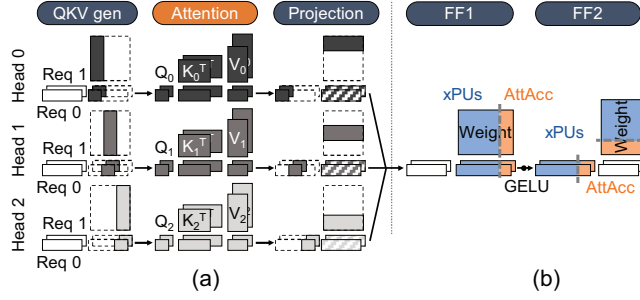 QKV gen Attention Projection FF1 FF2
Head 0
Req 1
Req 0
Q0 K0T V0
Head 1
Req 1
Req 0
Q1 K1T V1
Head 2
Req 1
Req 0
Q2 K2T V2
(a)
xPUs AttAcc
Weight
GELU
xPUs
Weight
AttAcc
(b)